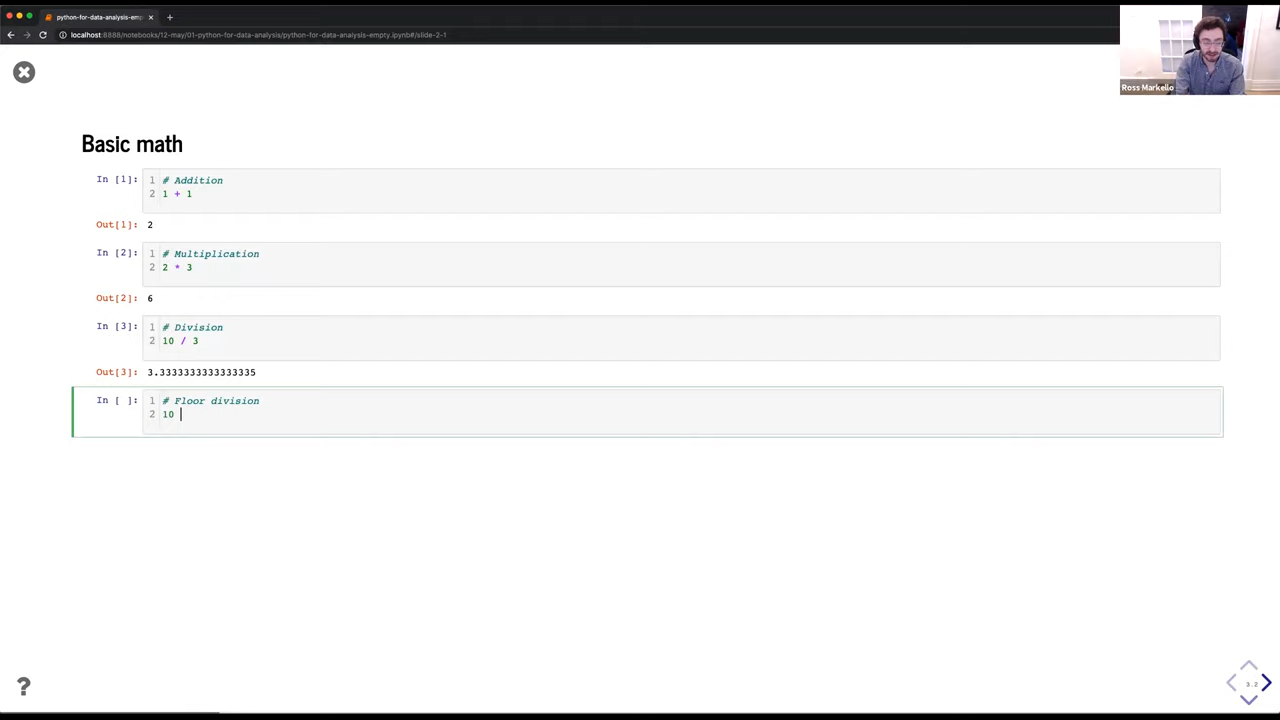 python-for-data-analysis-emp
localhost:8888/notebooks/12-may/01-python-for-data-analysis/python-for-data-analysis-empty.ipynb#/slide-2-1
Ross Markello
Basic math
In [1]:
1 # Addition
2 1 + 1
Out[1]: 2
In [2]:
1 # Multiplication
2 2 * 3
Out[2]: 6
In [3]:
1 # Division
2 10 / 3
Out[3]: 3.3333333333333335
In [ ]:
1 # Floor division
2 10
?
3.2